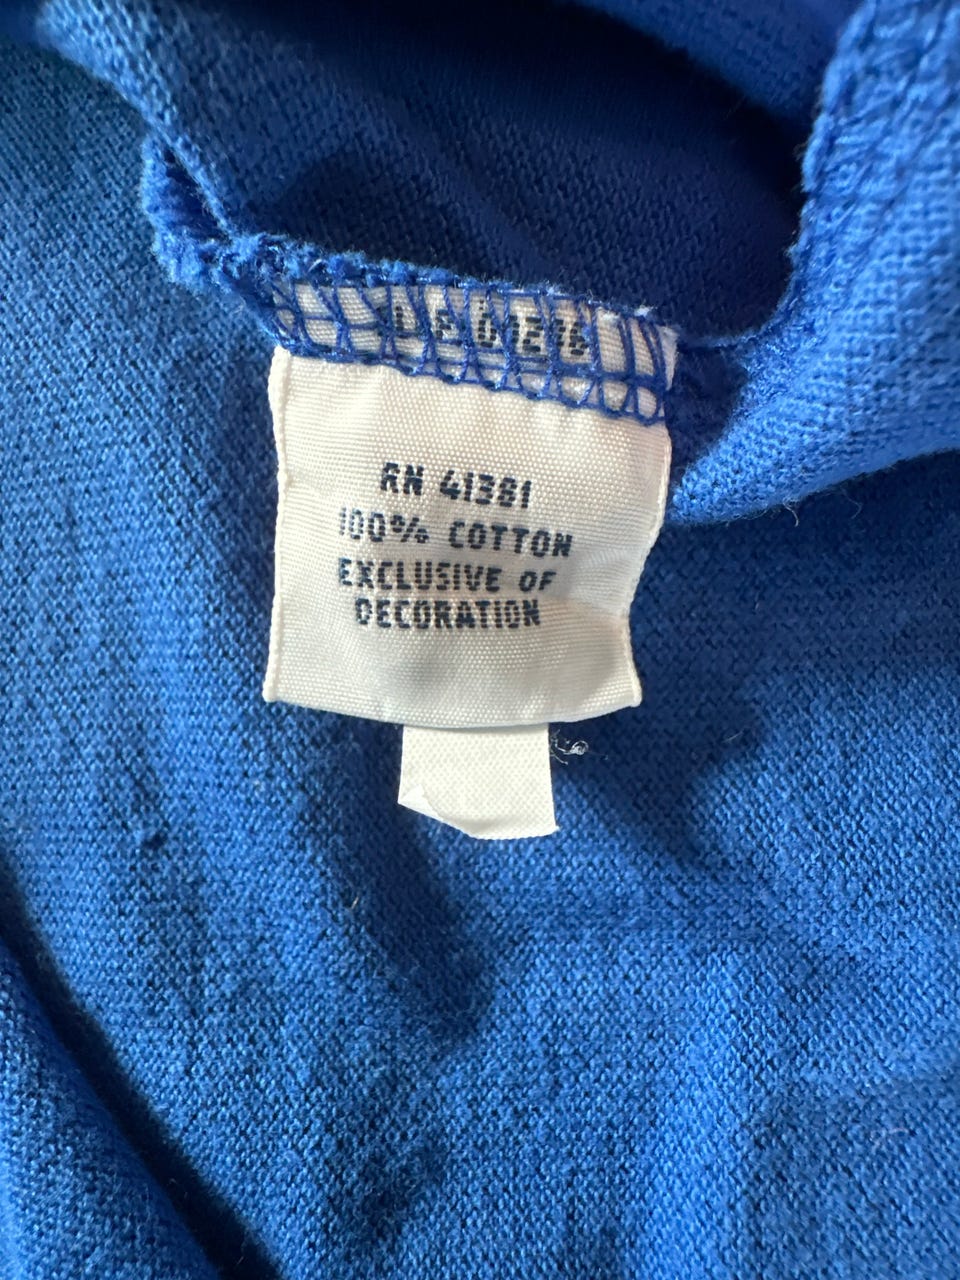 RN 41381
100% COTTON
EXCLUSIVE OF
DECORATION